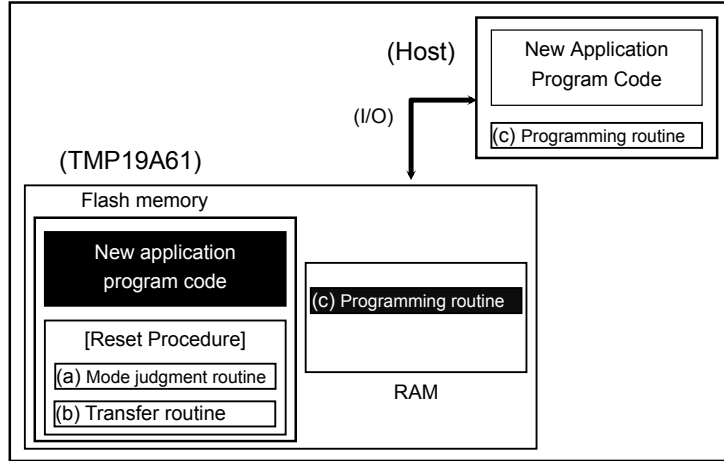 (Host)
New Application
Program Code
(c) Programming routine
(I/O)
(TMP19A61)
Flash memory
New application
program code
[Reset Procedure]
(a) Mode judgment routine
(b) Transfer routine
(c) Programming routine
RAM